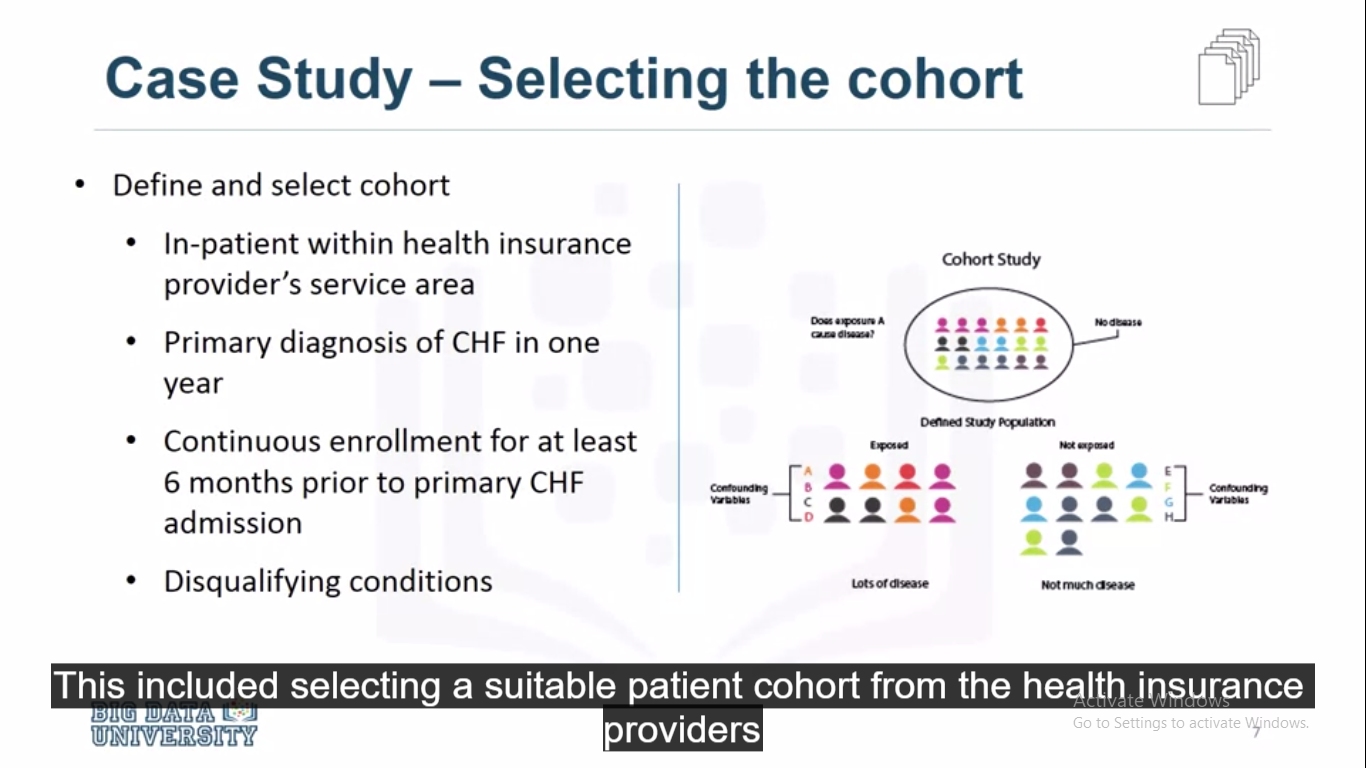 Case Study – Selecting the cohort
• Define and select cohort
• In-patient within health insurance
provider’s service area
• Primary diagnosis of CHF in one
year
• Continuous enrollment for at least
6 months prior to primary CHF
admission
• Disqualifying conditions
Cohort Study
Does exposure A
cause disease?
No disease
Defined Study Population
Exposed
Not exposed
Confounding
Variables
A
B
C
D
E
F
G
H
Confounding
Variables
Lots of disease
Not much disease
This included selecting a suitable patient cohort from the health insurance
providers
BIG DATA
UNIVERSITY
Activate Windows
Go to Settings to activate Windows.
7